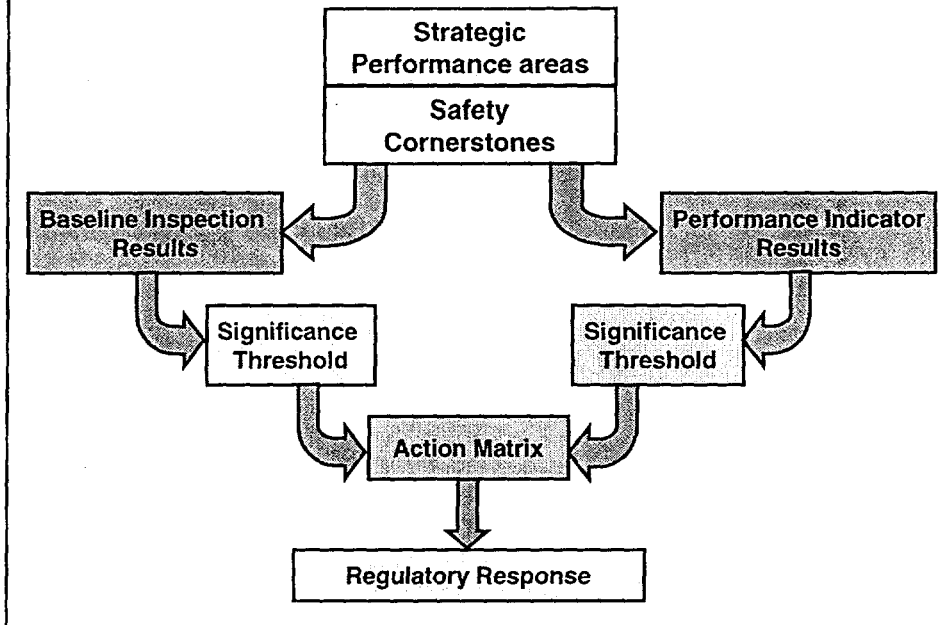 Strategic
Performance areas
Safety
Cornerstones
Baseline Inspection
Results
Performance Indicator
Results
Significance
Threshold
Significance
Threshold
Action Matrix
Regulatory Response